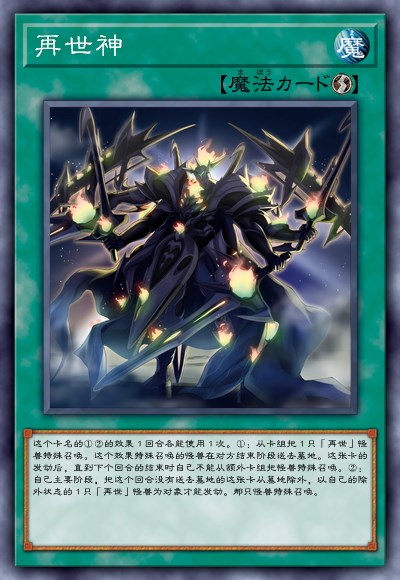 再世神
魔
【魔法カード】
まほう
这个卡名的①②的效果1回合各能使用1次。①：从卡组把1只「再世」怪
兽特殊召唤。这个效果特殊召唤的怪兽在对方结束阶段送去墓地。这张卡的
发动后，直到下个回合的结束时自己不能从额外卡组把怪兽特殊召唤。②：
自己主要阶段，把这个回合没有送去墓地的这张卡从墓地除外，以自己的除
外状态的1只「再世」怪兽为对象才能发动。那只怪兽特殊召唤。